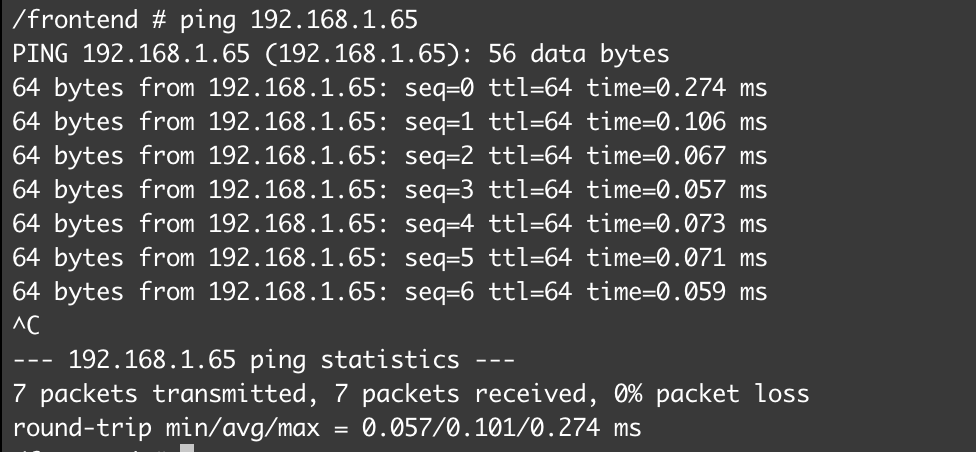 /frontend # ping 192.168.1.65
PING 192.168.1.65 (192.168.1.65): 56 data bytes
64 bytes from 192.168.1.65: seq=0 ttl=64 time=0.274 ms
64 bytes from 192.168.1.65: seq=1 ttl=64 time=0.106 ms
64 bytes from 192.168.1.65: seq=2 ttl=64 time=0.067 ms
64 bytes from 192.168.1.65: seq=3 ttl=64 time=0.057 ms
64 bytes from 192.168.1.65: seq=4 ttl=64 time=0.073 ms
64 bytes from 192.168.1.65: seq=5 ttl=64 time=0.071 ms
64 bytes from 192.168.1.65: seq=6 ttl=64 time=0.059 ms
^C
--- 192.168.1.65 ping statistics ---
7 packets transmitted, 7 packets received, 0% packet loss
round-trip min/avg/max = 0.057/0.101/0.274 ms